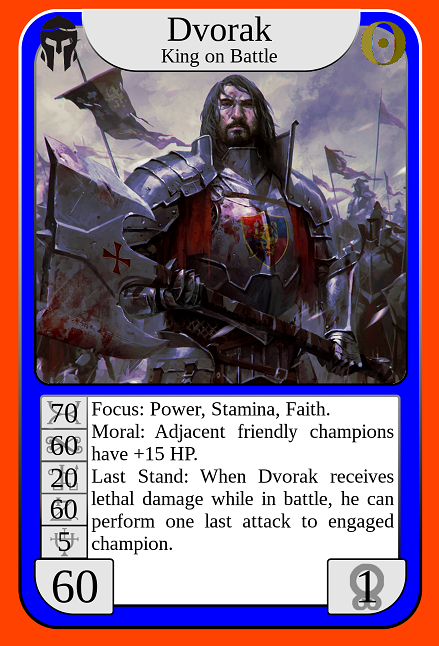 Dvorak
King on Battle
70
60
20
60
5
Focus: Power, Stamina, Faith.
Moral: Adjacent friendly champions
have +15 HP.
Last Stand: When Dvorak receives
lethal damage while in battle, he can
perform one last attack to engaged
champion.
60
1